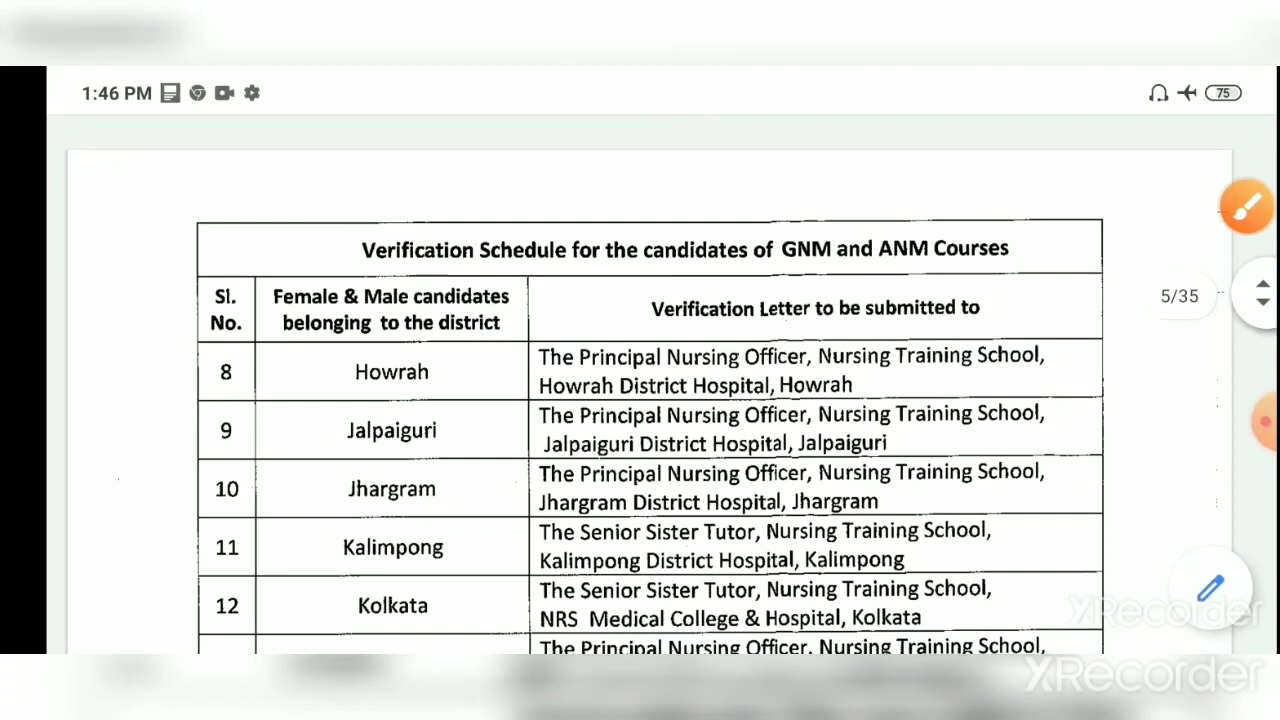 1:46 PM
75
Verification Schedule for the candidates of GNM and ANM Courses
Sl.
No.
Female & Male candidates
belonging to the district
Verification Letter to be submitted to
5/35
8
Howrah
The Principal Nursing Officer, Nursing Training School,
Howrah District Hospital, Howrah
9
Jalpaiguri
The Principal Nursing Officer, Nursing Training School,
Jalpaiguri District Hospital, Jalpaiguri
10
Jhargram
The Principal Nursing Officer, Nursing Training School,
Jhargram District Hospital, Jhargram
11
Kalimpong
The Senior Sister Tutor, Nursing Training School,
Kalimpong District Hospital, Kalimpong
12
Kolkata
The Senior Sister Tutor, Nursing Training School,
NRS Medical College & Hospital, Kolkata
The Principal Nursing Officer, Nursing Training School,
XRecorder
XRecorder